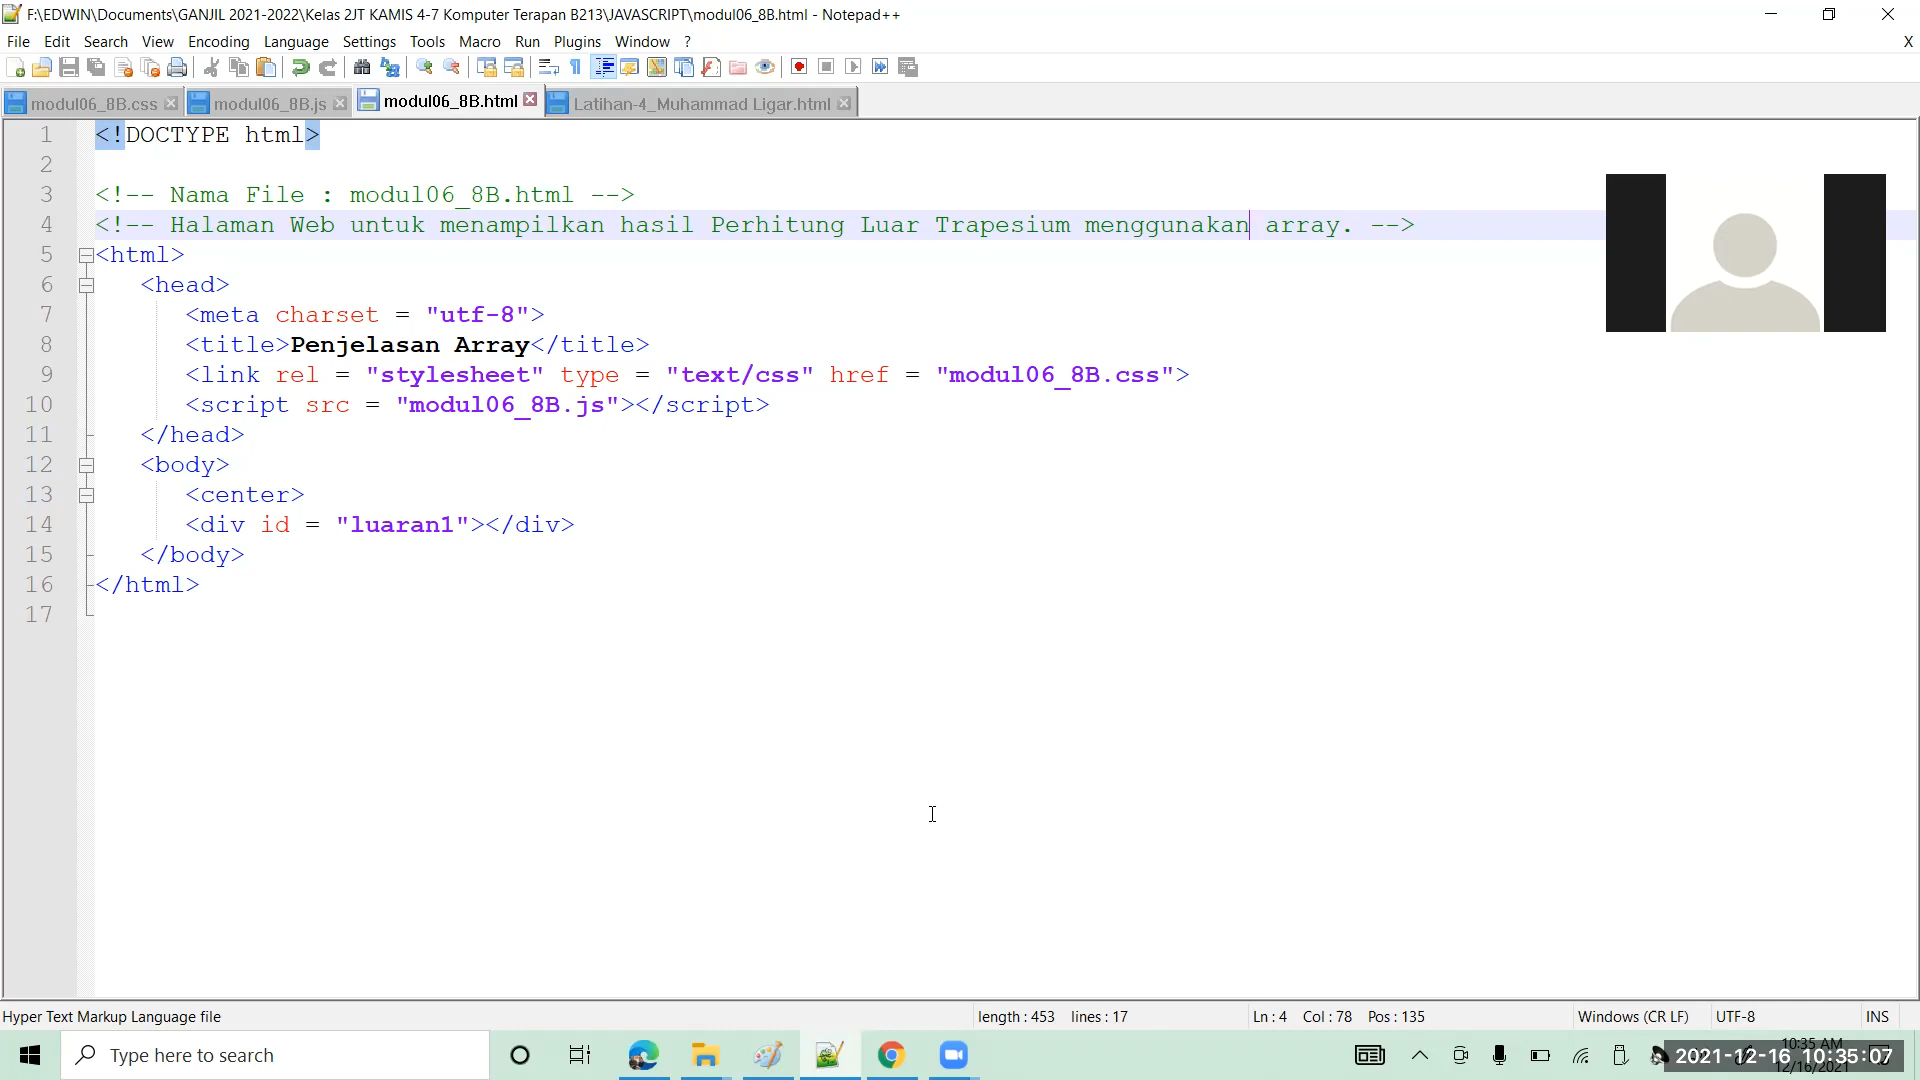 F:\EDWIN\Documents\GANJIL 2021-2022\Kelas 2JT KAMIS 4-7 Komputer Terapan B213\JAVASCRIPT\modul06_8B.html - Notepad++
File Edit Search View Encoding Language Settings Tools Macro Run Plugins Window ? X
modul06_8B.css modul06_8B.js modul06_8B.html Latihan-4_Muhammad Ligar.html
1 <!DOCTYPE html>
2
3 <!-- Nama File : modul06_8B.html -->
4 <!-- Halaman Web untuk menampilkan hasil Perhitung Luar Trapesium menggunakan array. -->
5 <html>
6 <head>
7 <meta charset = "utf-8">
8 <title>Penjelasan Array</title>
9 <link rel = "stylesheet" type = "text/css" href = "modul06_8B.css">
10 <script src = "modul06_8B.js"></script>
11 </head>
12 <body>
13 <center>
14 <div id = "luaran1"></div>
15 </body>
16 </html>
17
Hyper Text Markup Language file length : 453 lines : 17 Ln : 4 Col : 78 Pos : 135 Windows (CR LF) UTF-8 INS
Type here to search
10:35 AM
2021-12-16 10:35:07
12/16/2021